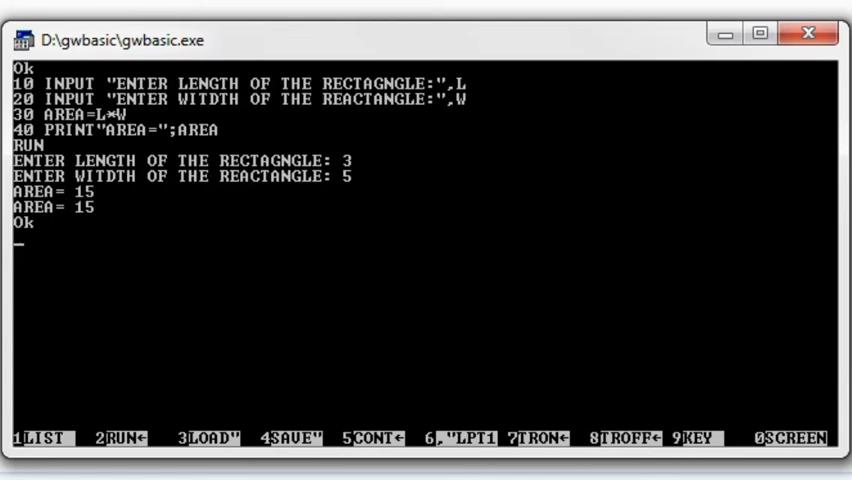 D:\gwbasic\gwbasic.exe
Ok
10 INPUT "ENTER LENGTH OF THE RECTAGNGLE:",L
20 INPUT "ENTER WITDTH OF THE REACTANGLE:",W
30 AREA=L*W
40 PRINT"AREA=";AREA
RUN
ENTER LENGTH OF THE RECTAGNGLE: 3
ENTER WITDTH OF THE REACTANGLE: 5
AREA= 15
AREA= 15
Ok
1LIST 2RUN← 3LOAD" 4SAVE" 5CONT← 6,"LPT1 7TRON← 8TROFF← 9KEY 0SCREEN